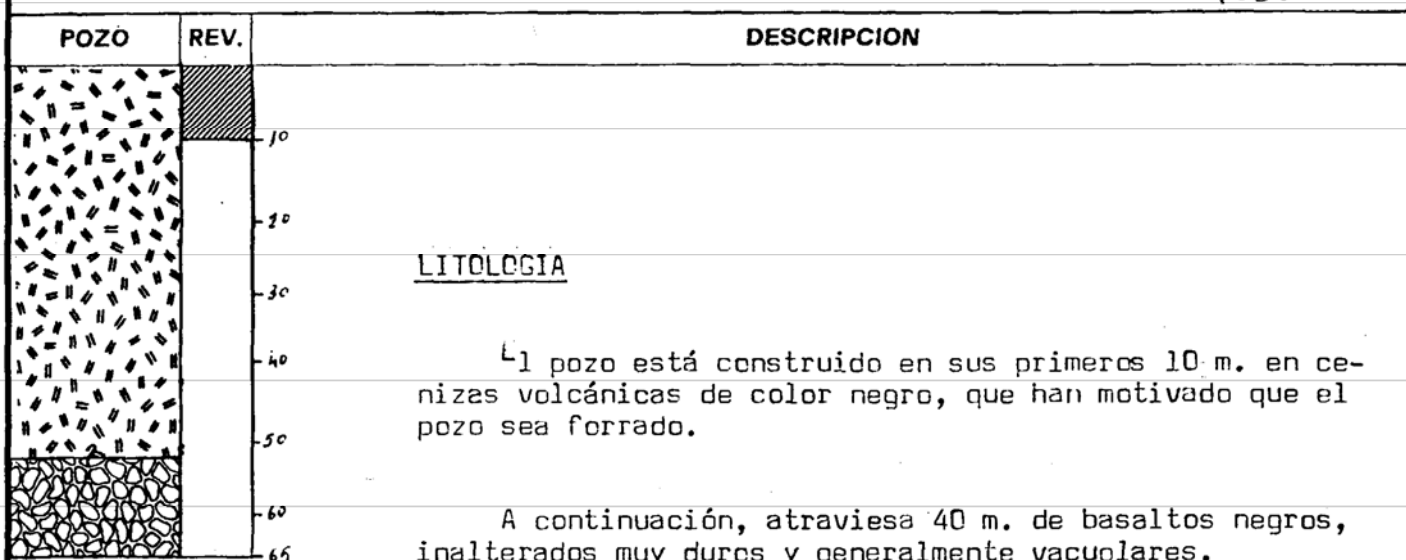 POZO REV. DESCRIPCION
10
20
30
40
50
60
65
LITOLOGIA
El pozo está construido en sus primeros 10 m. en ce-
nizas volcánicas de color negro, que han motivado que el
pozo sea forrado.
A continuación, atraviesa 40 m. de basaltos negros,
inalterados muy duros y generalmente vacuolares.